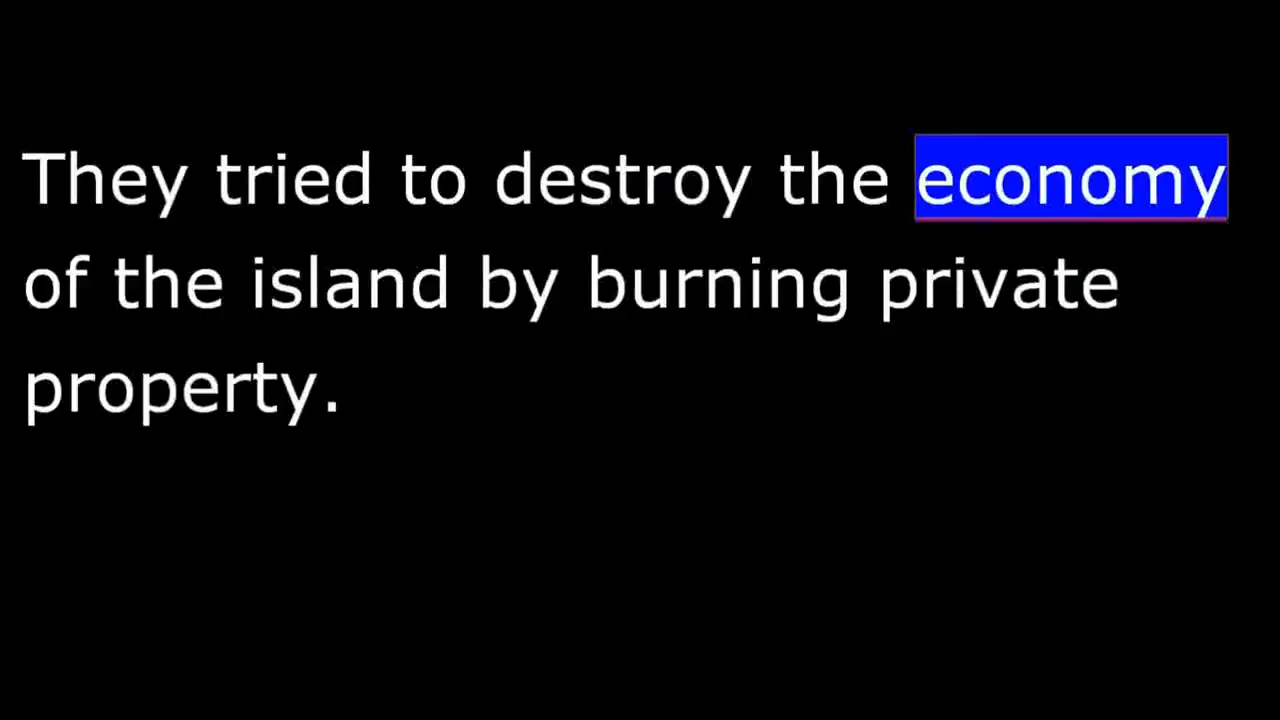 They tried to destroy the economy
of the island by burning private
property.